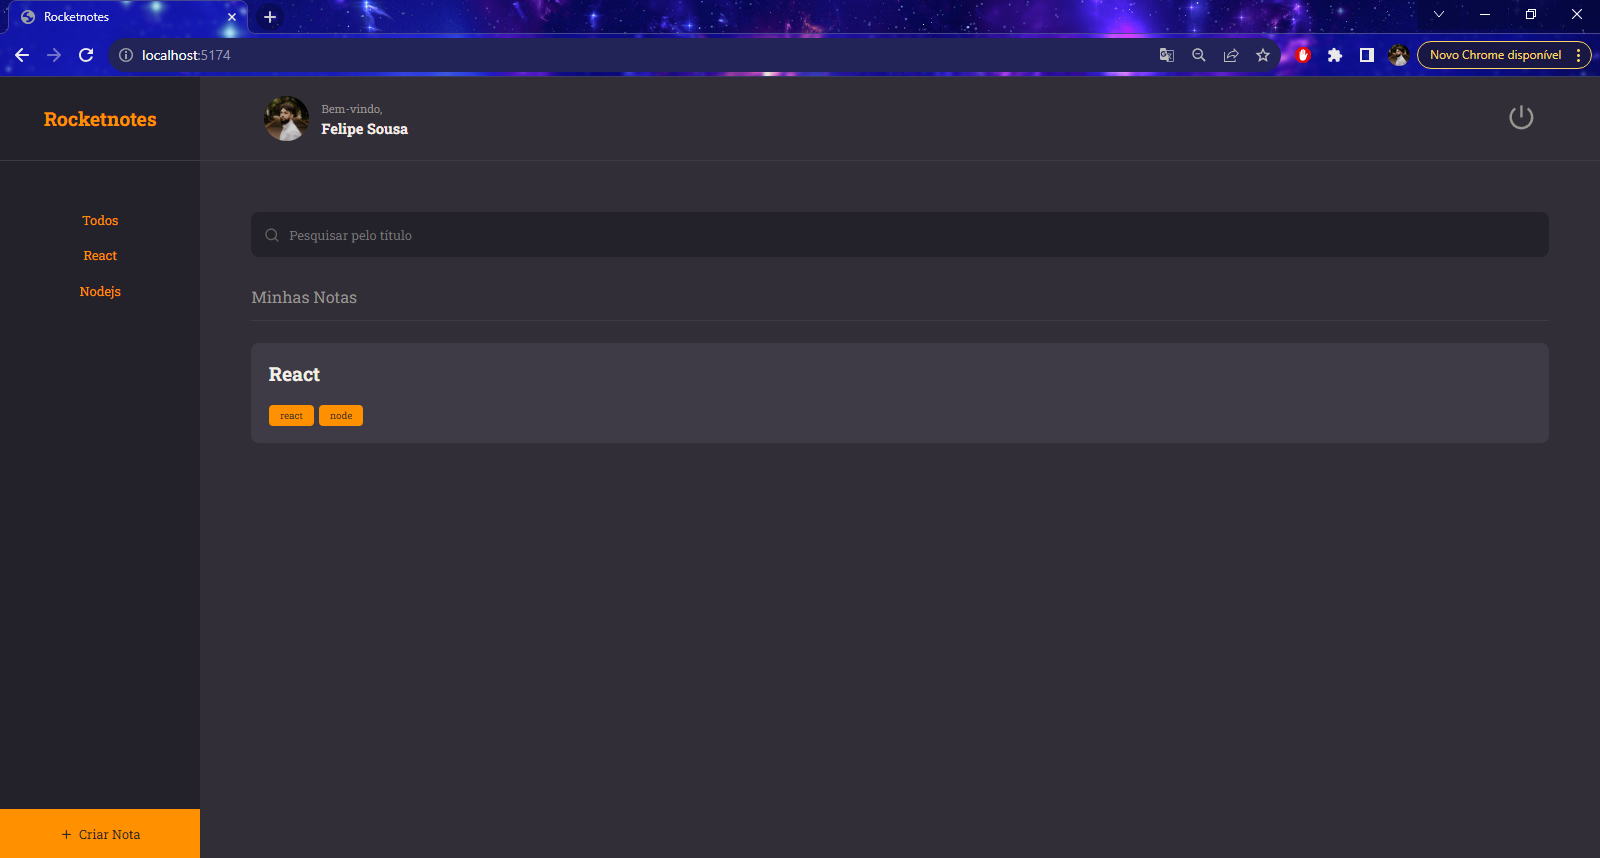 Rocketnotes
localhost:5174
Novo Chrome disponível
Rocketnotes
Bem-vindo,
Felipe Sousa
Todos
React
Nodejs
Pesquisar pelo título
Minhas Notas
React
react node
+ Criar Nota